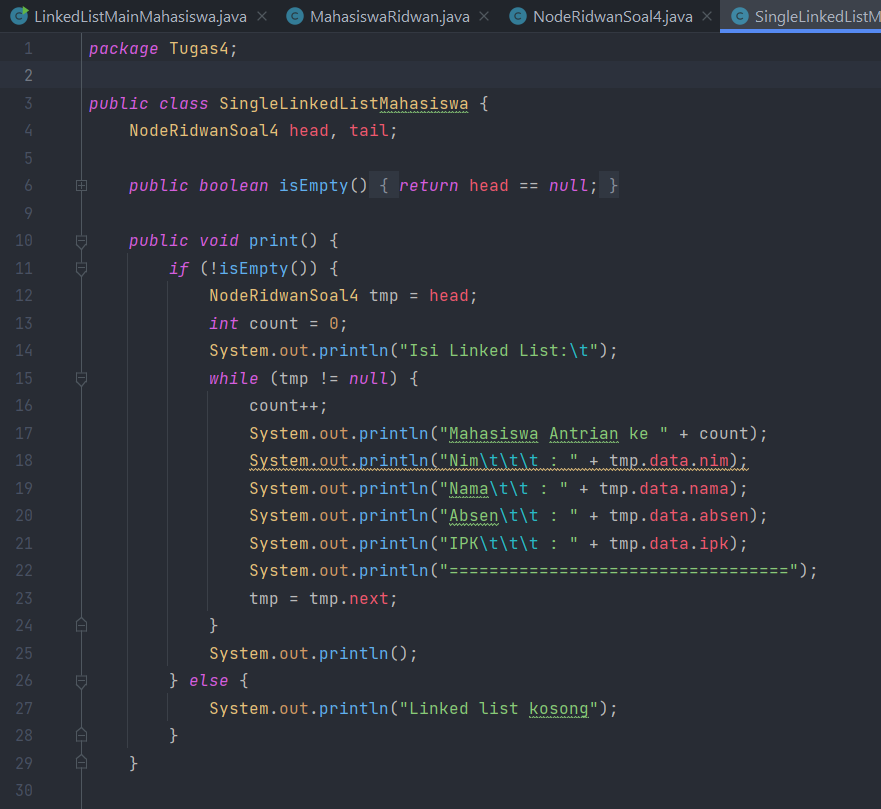 LinkedListMainMahasiswa.java MahasiswaRidwan.java NodeRidwanSoal4.java SingleLinkedListM
1 package Tugas4;
2
3 public class SingleLinkedListMahasiswa {
4 NodeRidwanSoal4 head, tail;
5
6 public boolean isEmpty() { return head == null; }
9
10 public void print() {
11 if (!isEmpty()) {
12 NodeRidwanSoal4 tmp = head;
13 int count = 0;
14 System.out.println("Isi Linked List:\t");
15 while (tmp != null) {
16 count++;
17 System.out.println("Mahasiswa Antrian ke " + count);
18 System.out.println("Nim\t\t\t : " + tmp.data.nim);
19 System.out.println("Nama\t\t : " + tmp.data.nama);
20 System.out.println("Absen\t\t : " + tmp.data.absen);
21 System.out.println("IPK\t\t\t : " + tmp.data.ipk);
22 System.out.println("==================================");
23 tmp = tmp.next;
24 }
25 System.out.println();
26 } else {
27 System.out.println("Linked list kosong");
28 }
29 }
30